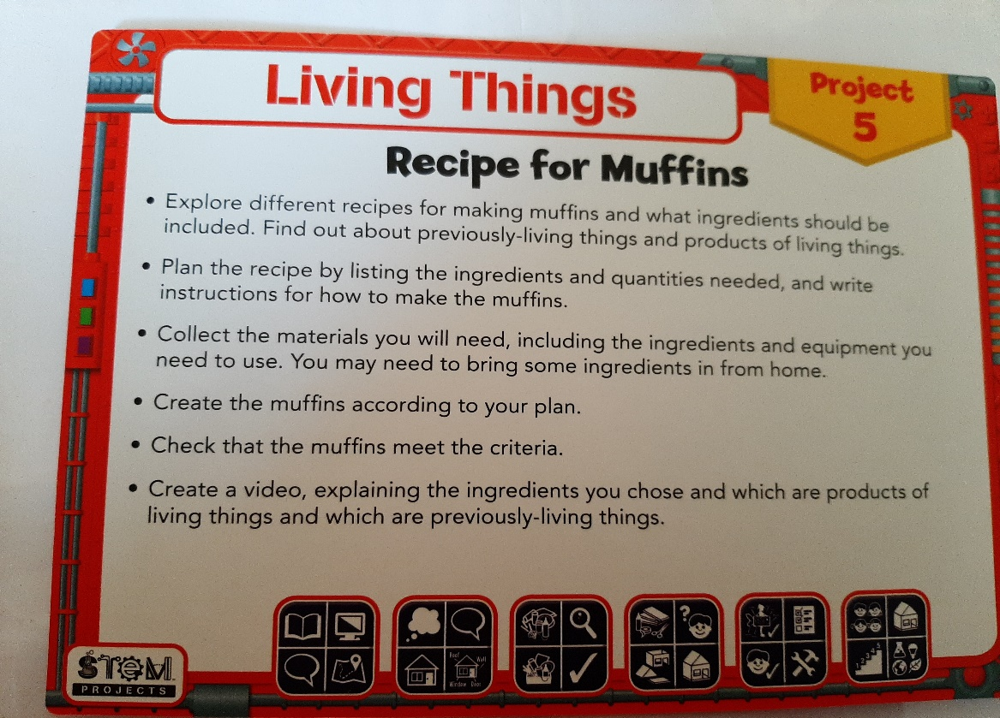 Living Things
Project
5
Recipe for Muffins
• Explore different recipes for making muffins and what ingredients should be
included. Find out about previously-living things and products of living things.
• Plan the recipe by listing the ingredients and quantities needed, and write
instructions for how to make the muffins.
• Collect the materials you will need, including the ingredients and equipment you
need to use. You may need to bring some ingredients in from home.
• Create the muffins according to your plan.
• Check that the muffins meet the criteria.
• Create a video, explaining the ingredients you chose and which are products of
living things and which are previously-living things.
STEM
PROJECTS
Roof
Wall
Window Door
?
1 2 3 4 5